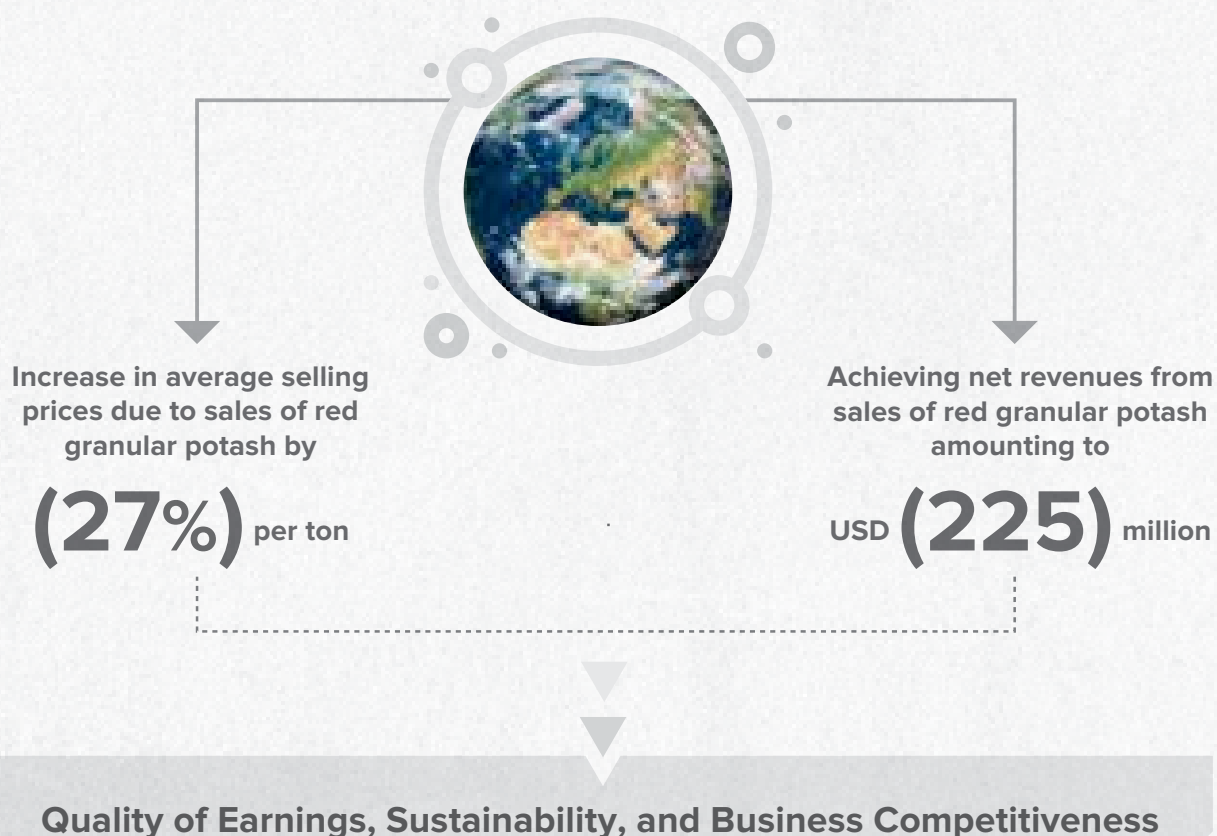 Increase in average selling
prices due to sales of red
granular potash by
(27%) per ton
Achieving net revenues from
sales of red granular potash
amounting to
USD (225) million
Quality of Earnings, Sustainability, and Business Competitiveness